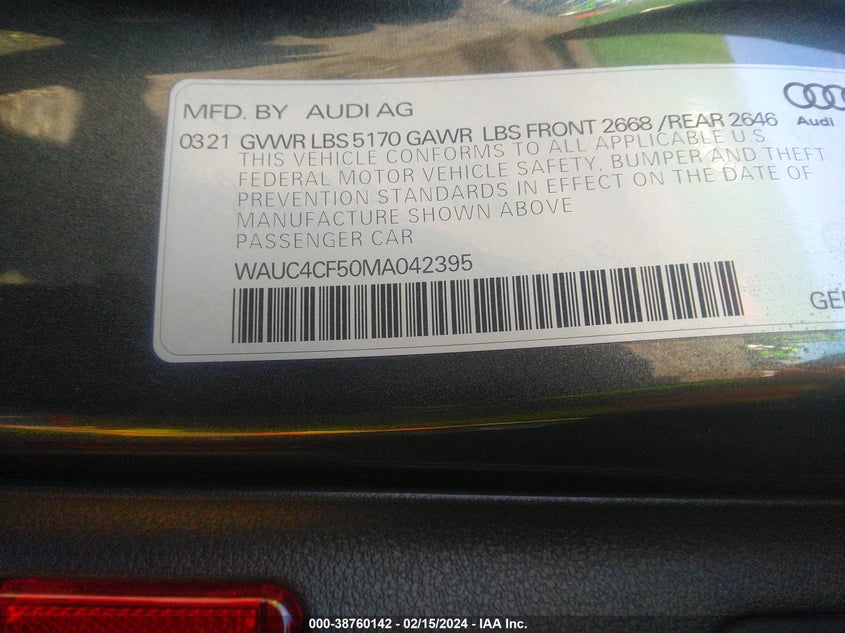 MFD. BY AUDI AG
Audi
0321 GVWR LBS 5170 GAWR LBS FRONT 2668 / REAR 2646
THIS VEHICLE CONFORMS TO ALL APPLICABLE U.S.
FEDERAL MOTOR VEHICLE SAFETY, BUMPER AND THEFT
PREVENTION STANDARDS IN EFFECT ON THE DATE OF
MANUFACTURE SHOWN ABOVE
PASSENGER CAR
WAUC4CF50MA042395
000-38760142 - 02/15/2024 - IAA Inc.